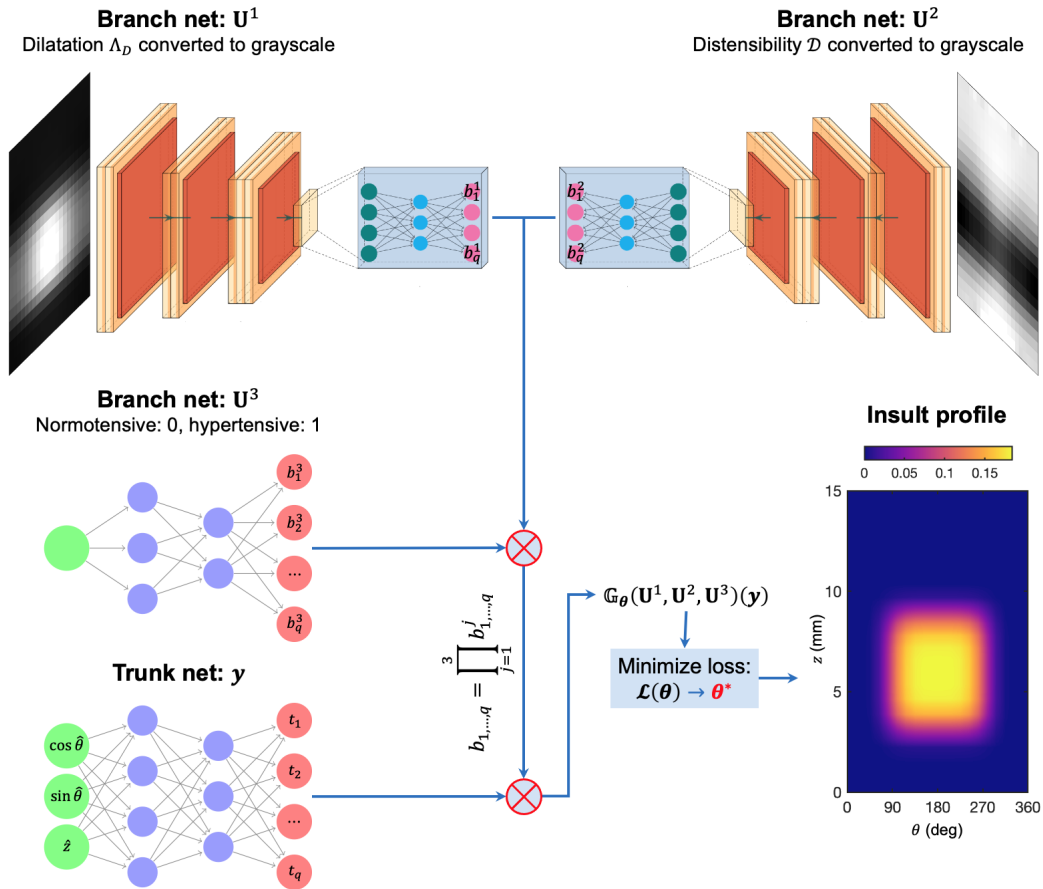 Branch net: U¹
Dilatation Λ_D converted to grayscale
Branch net: U²
Distensibility 𝒟 converted to grayscale
b₁¹
b_q¹
b₁²
b_q²
Branch net: U³
Normotensive: 0, hypertensive: 1
b₁³
b₂³
...
b_q³
Trunk net: y
cos θ̂
sin θ̂
ẑ
t₁
t₂
...
t_q
b₁,...,q = ∏_{j=1}^{3} b^j_{1,...,q}
𝔾_θ(U¹, U², U³)(y)
Minimize loss:
ℒ(θ) → θ*
Insult profile
0 0.05 0.1 0.15
15
10
5
0
z (mm)
0 90 180 270 360
θ (deg)